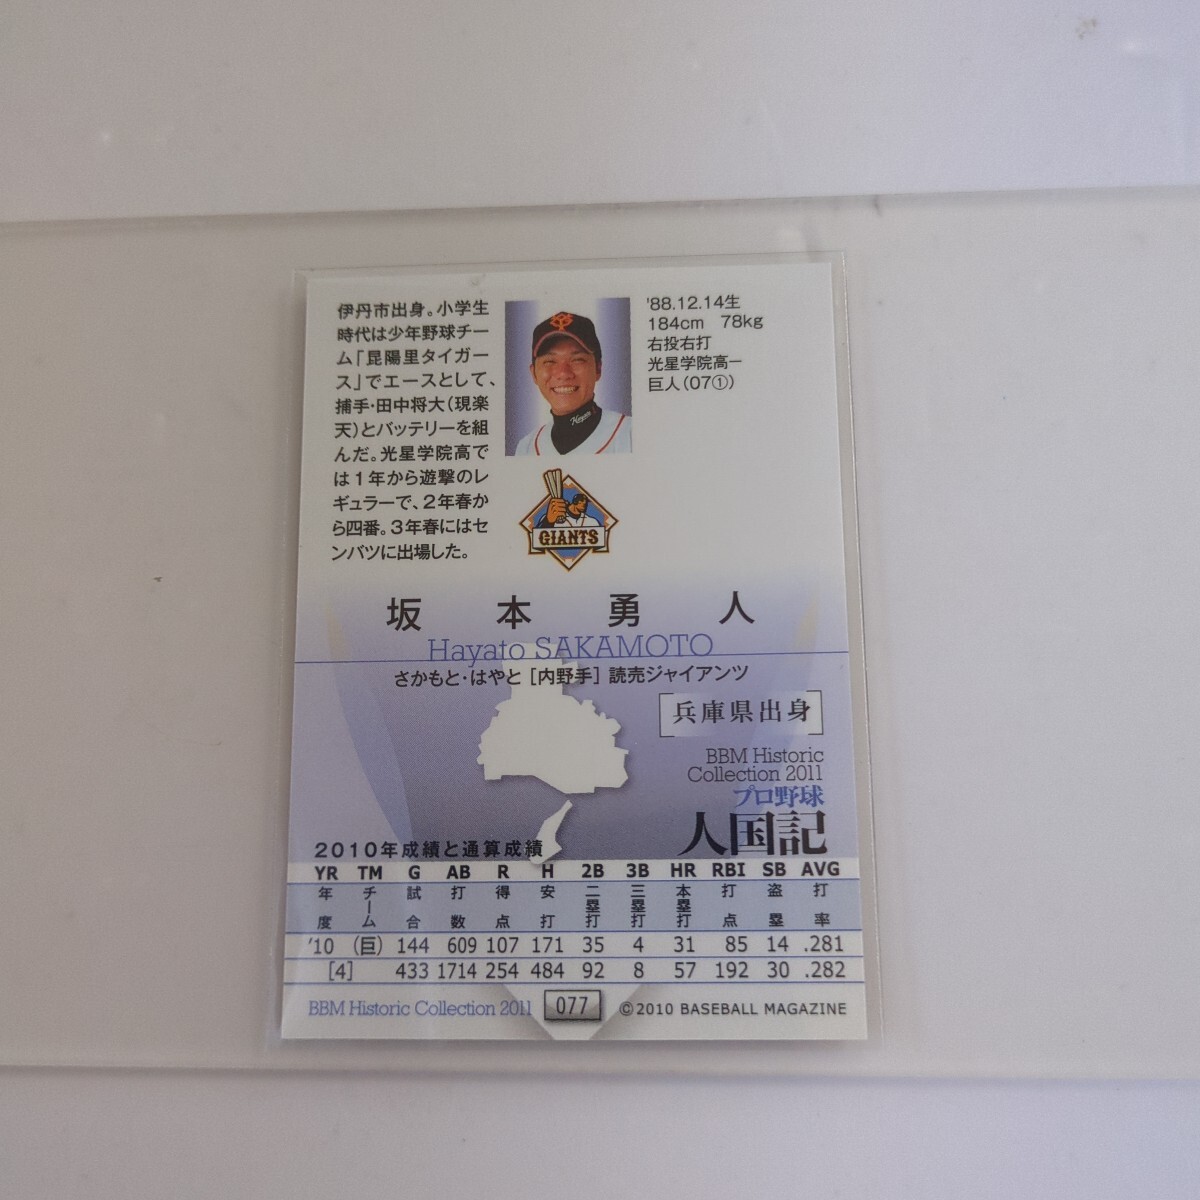 伊丹市出身。小学生
時代は少年野球チー
ム「昆陽里タイガー
ス」でエースとして、
捕手・田中将大(現楽
天)とバッテリーを組
んだ。光星学院高で
は1年から遊撃のレ
ギュラーで、2年春か
ら四番。3年春にはセ
ンバツに出場した。
'88.12.14生
184cm 78kg
右投右打
光星学院高ー
巨人(07①)
Hayato
GIANTS
坂本勇人
Hayato SAKAMOTO
さかもと・はやと [内野手] 読売ジャイアンツ
兵庫県出身
BBM Historic
Collection 2011
プロ野球
人国記
2010年成績と通算成績
YR TM G AB R H 2B 3B HR RBI SB AVG
年度 チーム 試合 打数 得点 安打 二塁打 三塁打 本塁打 打点 盗塁 打率
'10 (巨) 144 609 107 171 35 4 31 85 14 .281
[4] 433 1714 254 484 92 8 57 192 30 .282
BBM Historic Collection 2011 077 ©2010 BASEBALL MAGAZINE